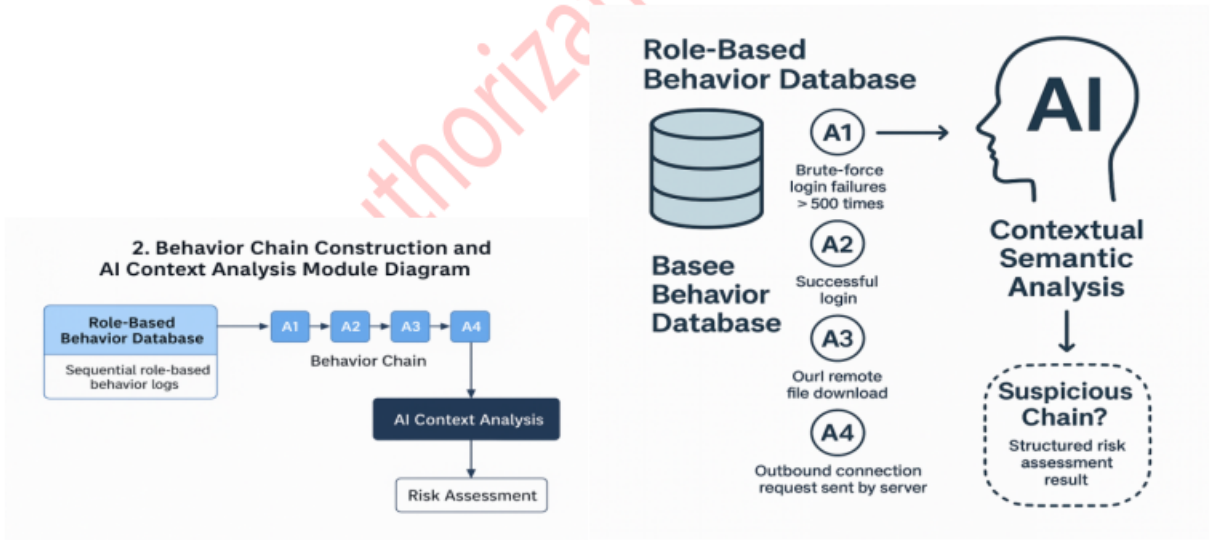 2. Behavior Chain Construction and
AI Context Analysis Module Diagram
Role-Based
Behavior Database
Sequential role-based
behavior logs
A1
A2
A3
A4
Behavior Chain
AI Context Analysis
Risk Assessment
Role-Based
Behavior Database
Basee
Behavior
Database
A1
Brute-force
login failures
> 500 times
A2
Successful
login
A3
Ourl remote
file download
A4
Outbound connection
request sent by server
AI
Contextual
Semantic
Analysis
Suspicious
Chain?
Structured risk
assessment
result